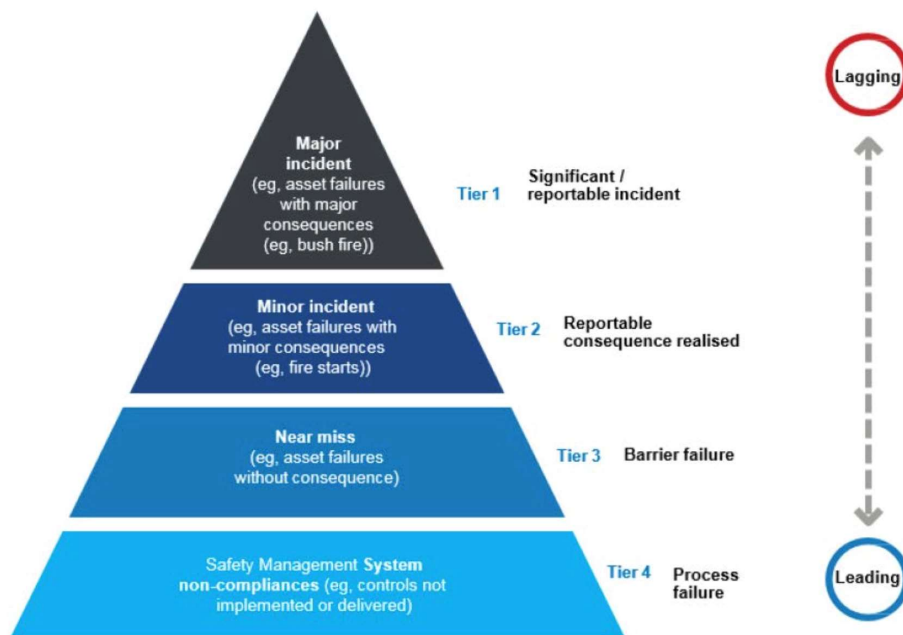 Lagging
Major
incident
(eg, asset failures
with major
consequences
(eg, bush fire))
Tier 1
Significant /
reportable incident
Minor incident
(eg, asset failures with
minor consequences
(eg, fire starts))
Tier 2
Reportable
consequence realised
Near miss
(eg, asset failures
without consequence)
Tier 3
Barrier failure
Safety Management System
non-compliances (eg, controls not
implemented or delivered)
Tier 4
Process
failure
Leading